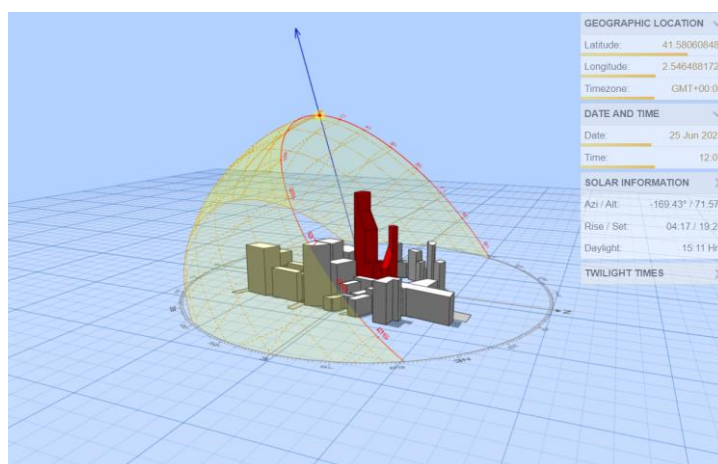 GEOGRAPHIC LOCATION
Latitude: 41.58060848
Longitude: 2.546488172
Timezone: GMT+00:0
DATE AND TIME
Date: 25 Jun 202
Time: 12:0
SOLAR INFORMATION
Azi / Alt: -169.43° / 71.57
Rise / Set: 04:17 / 19:2
Daylight: 15:11 Hr
TWILIGHT TIMES
N